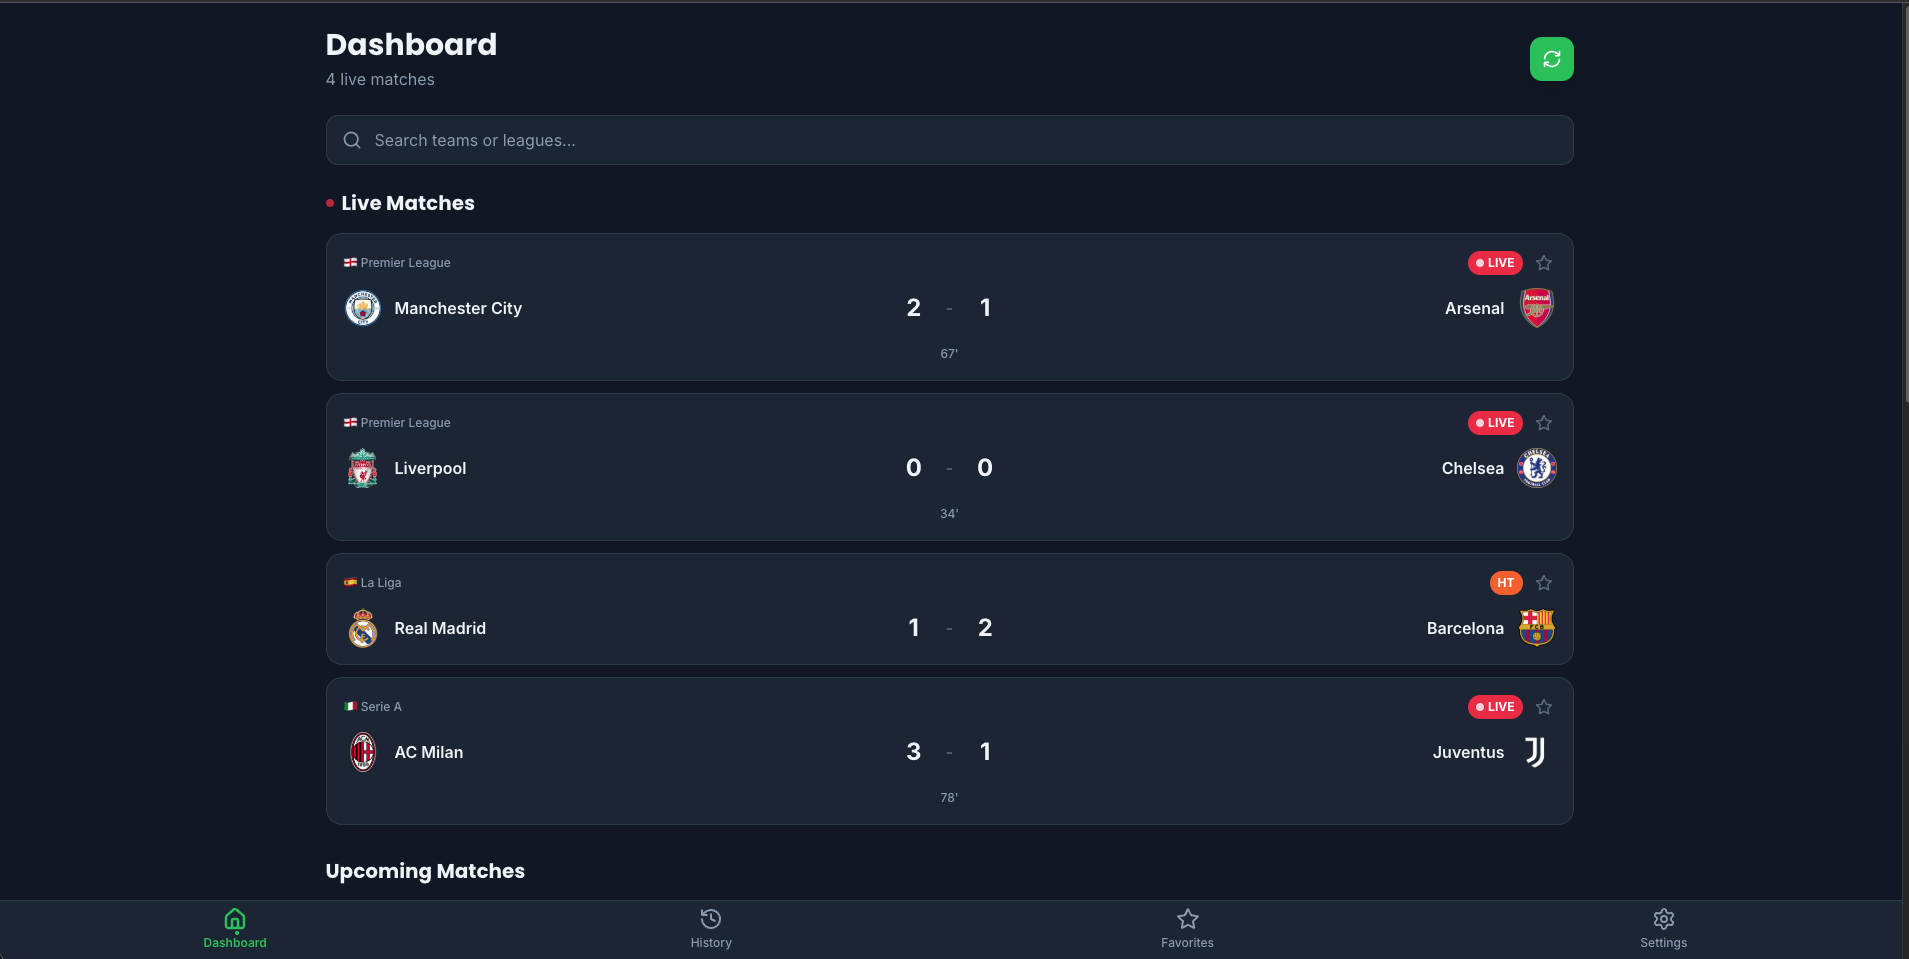 Dashboard
4 live matches
Search teams or leagues...
Live Matches
Premier League
LIVE
Manchester City
2 - 1
Arsenal
67'
Premier League
LIVE
Liverpool
0 - 0
Chelsea
34'
La Liga
HT
Real Madrid
1 - 2
Barcelona
Serie A
LIVE
AC Milan
3 - 1
Juventus
78'
Upcoming Matches
Dashboard
History
Favorites
Settings